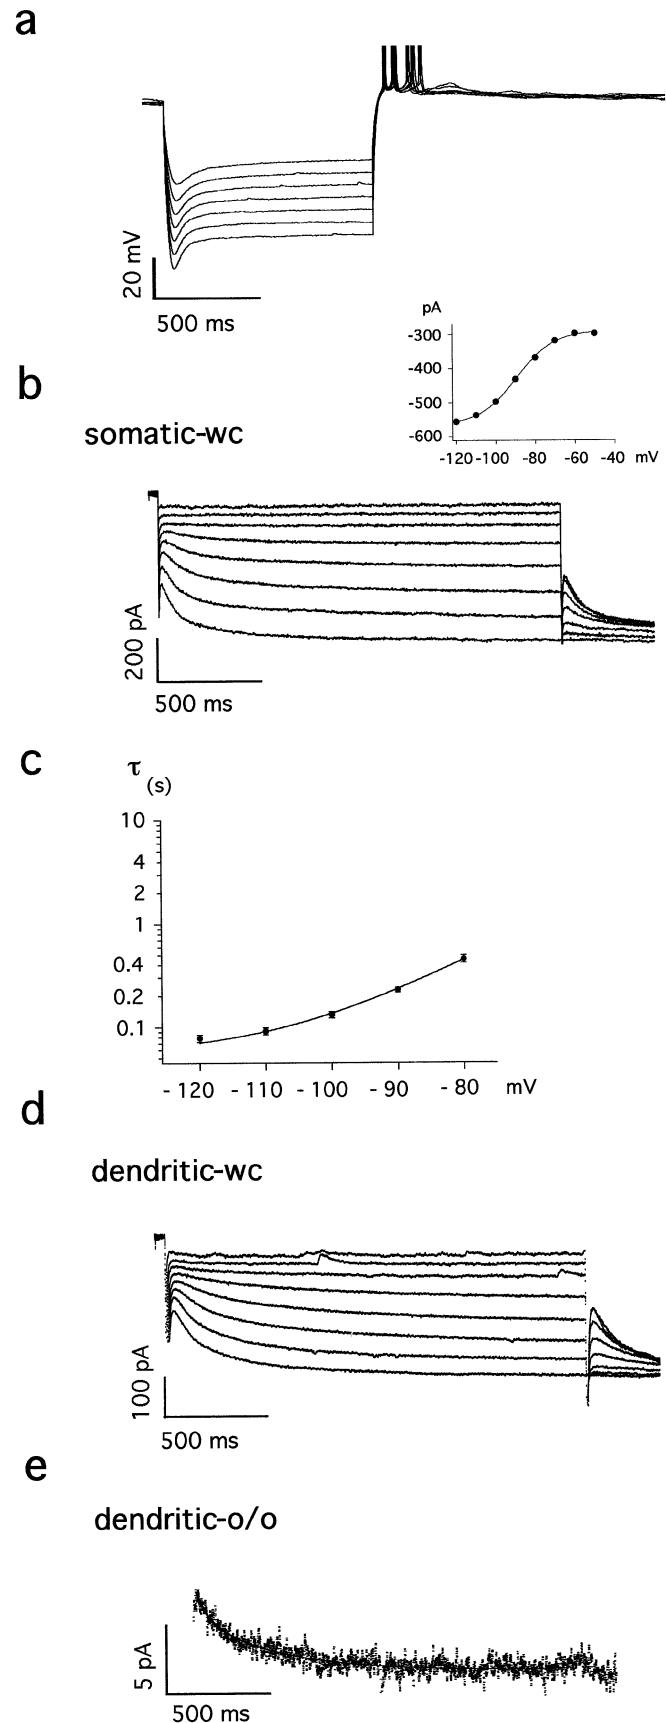 a
20 mV
500 ms
pA
-300
-400
-500
-600
-120 -100 -80 -60 -40 mV
b
somatic-wc
200 pA
500 ms
c
τ (s)
10
4
2
1
0.4
0.2
0.1
- 120 - 110 - 100 - 90 - 80 mV
d
dendritic-wc
100 pA
500 ms
e
dendritic-o/o
5 pA
500 ms